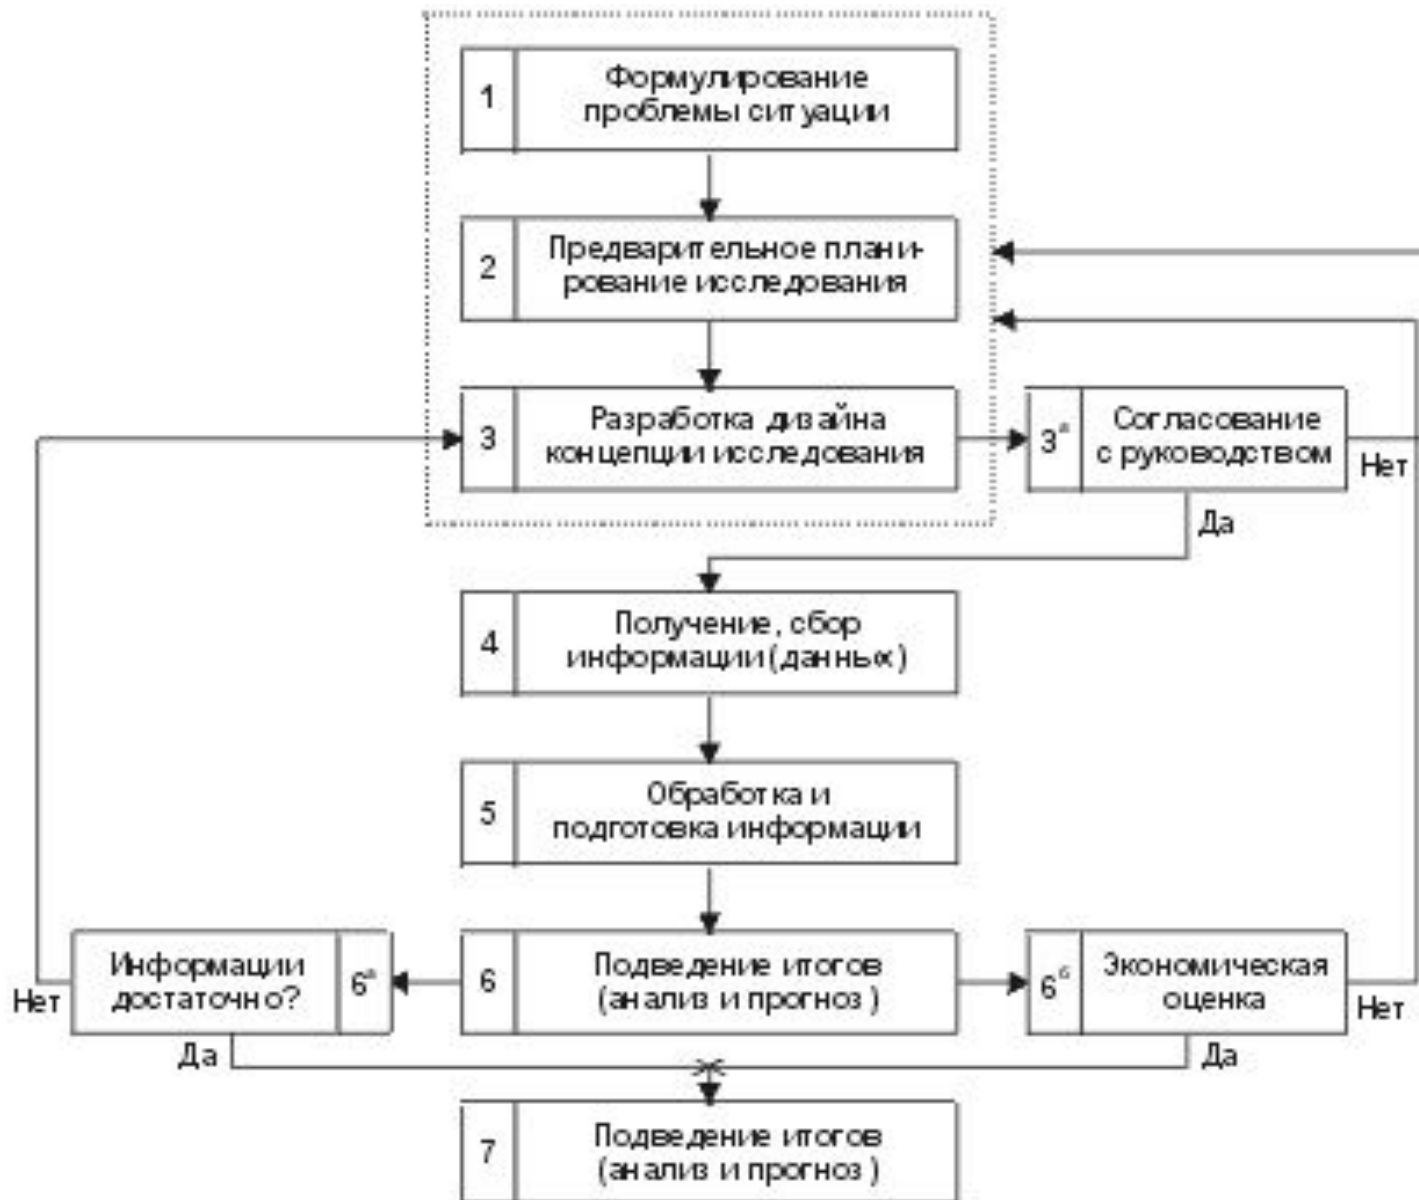 1
Формулирование
проблемы ситуации
2
Предварительное плани-
рование исследования
3
Разработка дизайна
концепции исследования
3а
Согласование
с руководством
Нет
Да
4
Получение, сбор
информации (данных)
5
Обработка и
подготовка информации
Информации
достаточно?
6а
Нет
Да
6
Подведение итогов
(анализ и прогноз)
6б
Экономическая
оценка
Нет
Да
7
Подведение итогов
(анализ и прогноз)